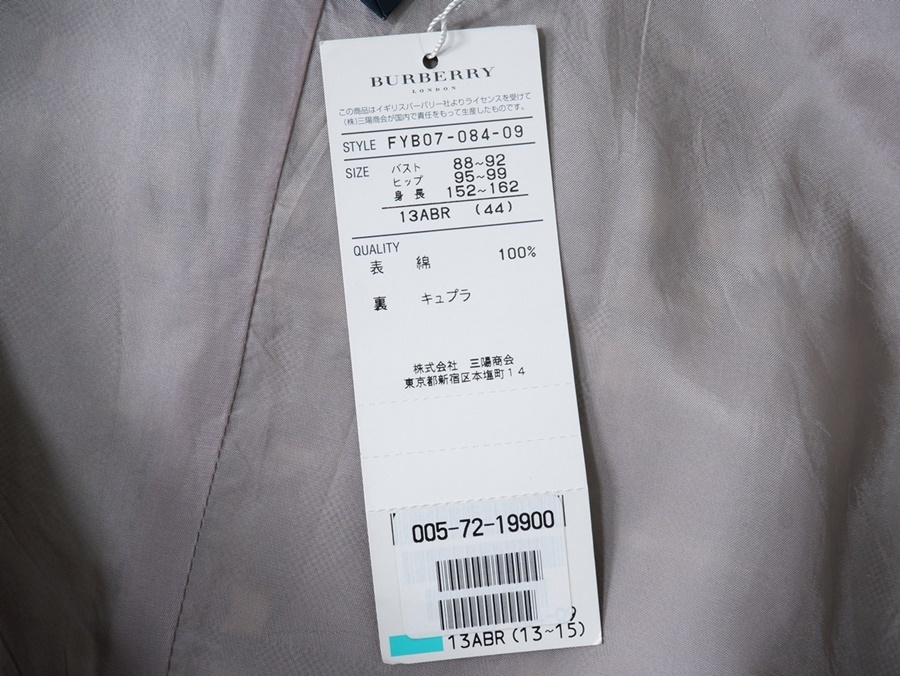 BURBERRY
LONDON
この商品はイギリスバーバリー社よりライセンスを受けて
(株)三陽商会が国内で責任をもって生産したものです。
STYLE FYB07-084-09
SIZE バスト 88~92
ヒップ 95~99
身長 152~162
13ABR (44)
QUALITY
表 綿 100%
裏 キュプラ
株式会社 三陽商会
東京都新宿区本塩町14
005-72-19900
13ABR(13~15)